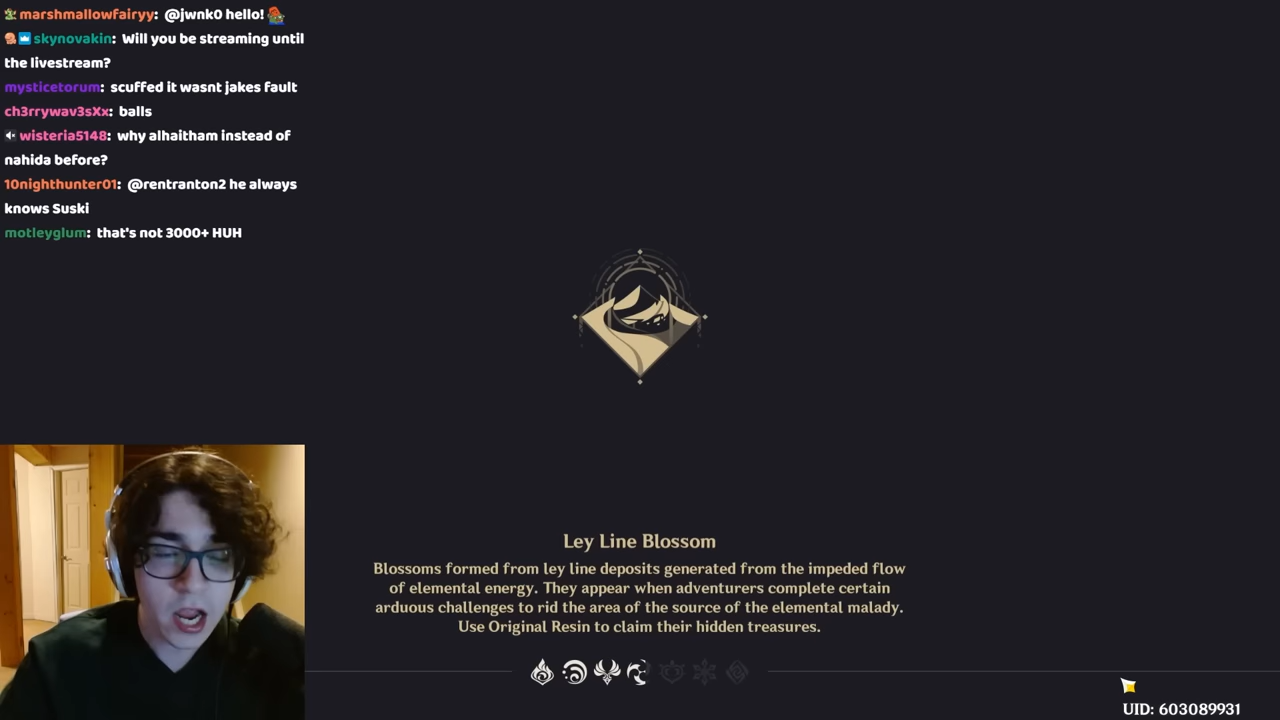 marshmallowfairyy: @jwnk0 hello!
skynovakin: Will you be streaming until
the livestream?
mysticetorum: scuffed it wasnt jakes fault
ch3rrywav3sXx: balls
wisteria5148: why alhaitham instead of
nahida before?
10nighthunter01: @rentranton2 he always
knows Suski
motleyglum: that's not 3000+ HUH
Ley Line Blossom
Blossoms formed from ley line deposits generated from the impeded flow
of elemental energy. They appear when adventurers complete certain
arduous challenges to rid the area of the source of the elemental malady.
Use Original Resin to claim their hidden treasures.
UID: 603089931